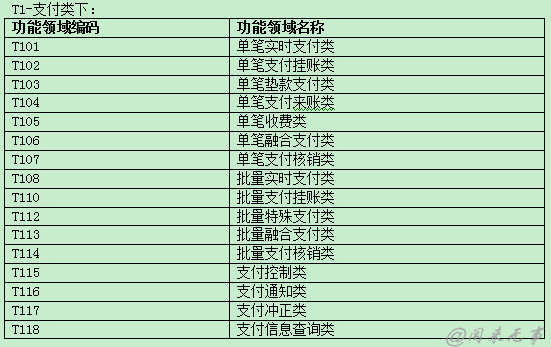 T1-支付类下：
功能领域编码 功能领域名称
T101 单笔实时支付类
T102 单笔支付挂账类
T103 单笔垫款支付类
T104 单笔支付来账类
T105 单笔收费类
T106 单笔融合支付类
T107 单笔支付核销类
T108 批量实时支付类
T110 批量支付挂账类
T112 批量特殊支付类
T113 批量融合支付类
T114 批量支付核销类
T115 支付控制类
T116 支付通知类
T117 支付冲正类
T118 支付信息查询类
@闲来无事